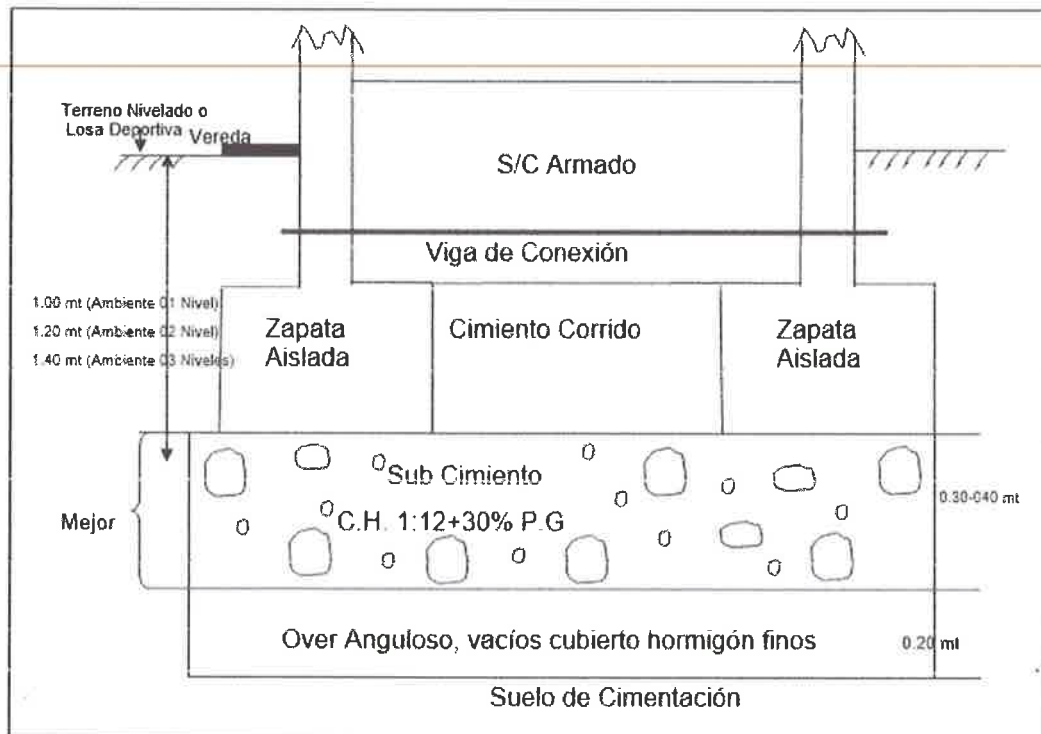 Terreno Nivelado o
Losa Deportiva
Vereda
S/C Armado
Viga de Conexión
1.00 mt (Ambiente 01 Nivel)
1.20 mt (Ambiente 02 Nivel)
1.40 mt (Ambiente 03 Niveles)
Zapata
Aislada
Cimiento Corrido
Zapata
Aislada
Sub Cimiento
C.H. 1:12+30% P.G
0.30-040 mt
Mejor
Over Anguloso, vacíos cubierto hormigón finos
0.20 mt
Suelo de Cimentación